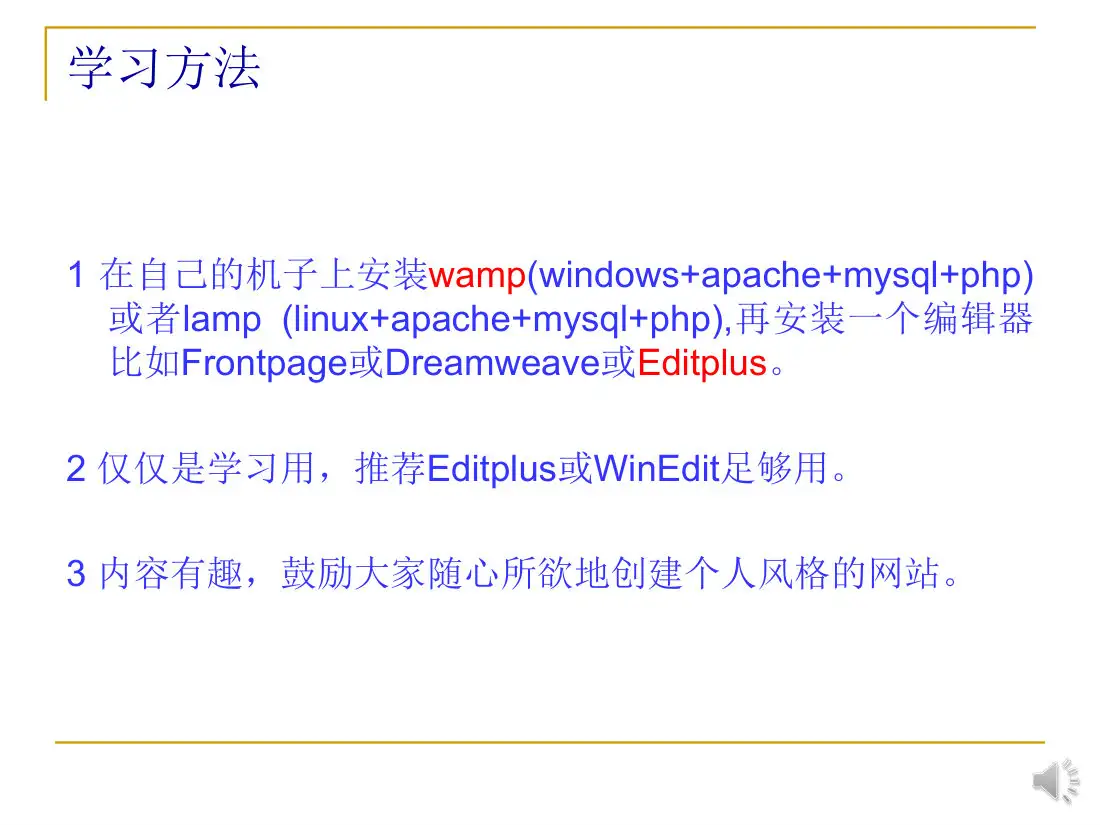 学习方法
1 在自己的机子上安装wamp(windows+apache+mysql+php)
或者lamp (linux+apache+mysql+php),再安装一个编辑器
比如Frontpage或Dreamweave或Editplus。
2 仅仅是学习用，推荐Editplus或WinEdit足够用。
3 内容有趣，鼓励大家随心所欲地创建个人风格的网站。